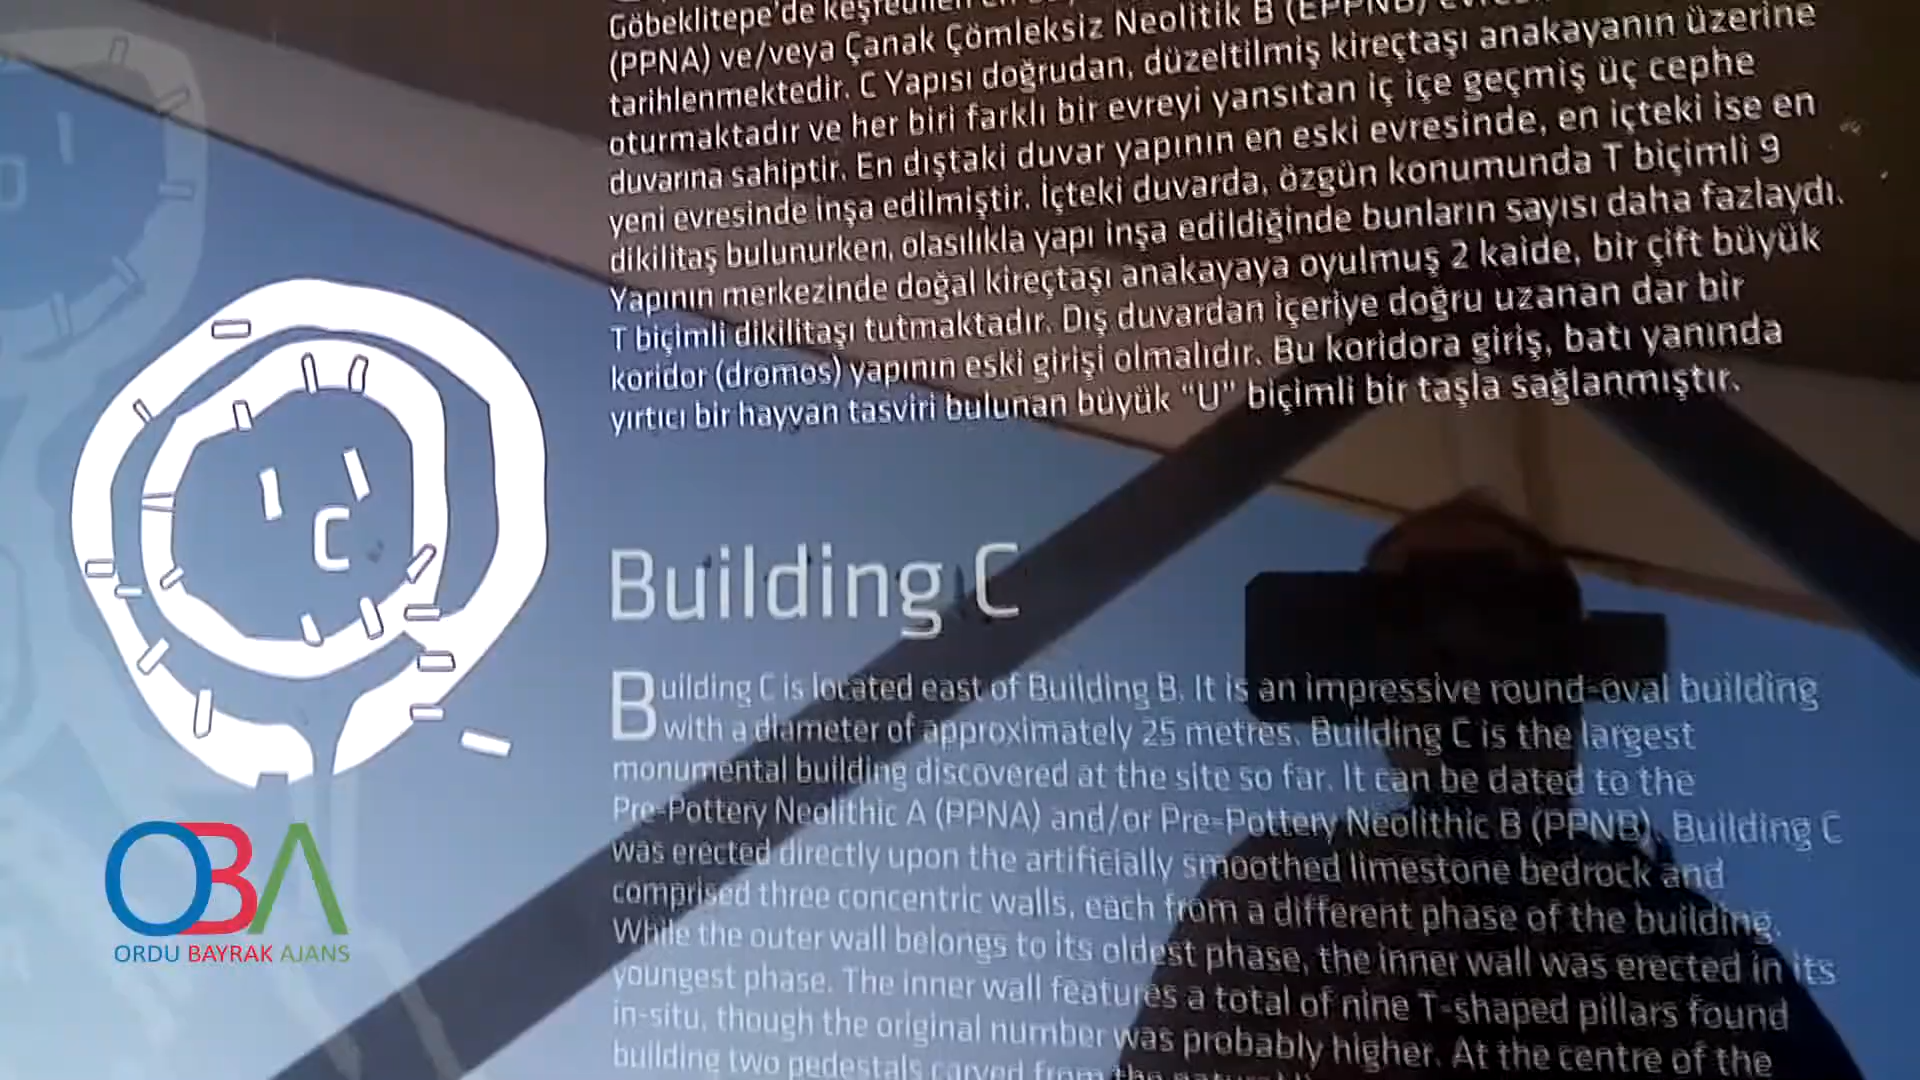 Göbeklitepe'de
(PPNA) ve/veya Çanak Çömleksiz Neolitik B (EPPNB)
tarihlenmektedir. C Yapısı doğrudan, düzeltilmiş kireçtaşı anakayanın üzerine
oturmaktadır ve her biri farklı bir evreyi yansıtan iç içe geçmiş üç cephe
duvarına sahiptir. En dıştaki duvar yapının en eski evresinde, en içteki ise en
yeni evresinde inşa edilmiştir. İçteki duvarda, özgün konumunda T biçimli 9
dikilitaş bulunurken, olasılıkla yapı inşa edildiğinde bunların sayısı daha fazlaydı.
Yapının merkezinde doğal kireçtaşı anakayaya oyulmuş 2 kaide, bir çift büyük
T biçimli dikilitaşı tutmaktadır. Dış duvardan içeriye doğru uzanan dar bir
koridor (dromos) yapının eski girişi olmalıdır. Bu koridora giriş, batı yanında
yırtıcı bir hayvan tasviri bulunan büyük "U" biçimli bir taşla sağlanmıştır.
C
Building C
Building C is located east of Building B. It is an impressive round-oval building
with a diameter of approximately 25 metres. Building C is the largest
monumental building discovered at the site so far. It can be dated to the
Pre-Pottery Neolithic A (PPNA) and/or Pre-Pottery Neolithic B (PPNB). Building C
was erected directly upon the artificially smoothed limestone bedrock and
comprised three concentric walls, each from a different phase of the building.
While the outer wall belongs to its oldest phase, the inner wall was erected in its
youngest phase. The inner wall features a total of nine T-shaped pillars found
in-situ, though the original number was probably higher. At the centre of the
building two pedestals carved from the
OBA
ORDU BAYRAK AJANS